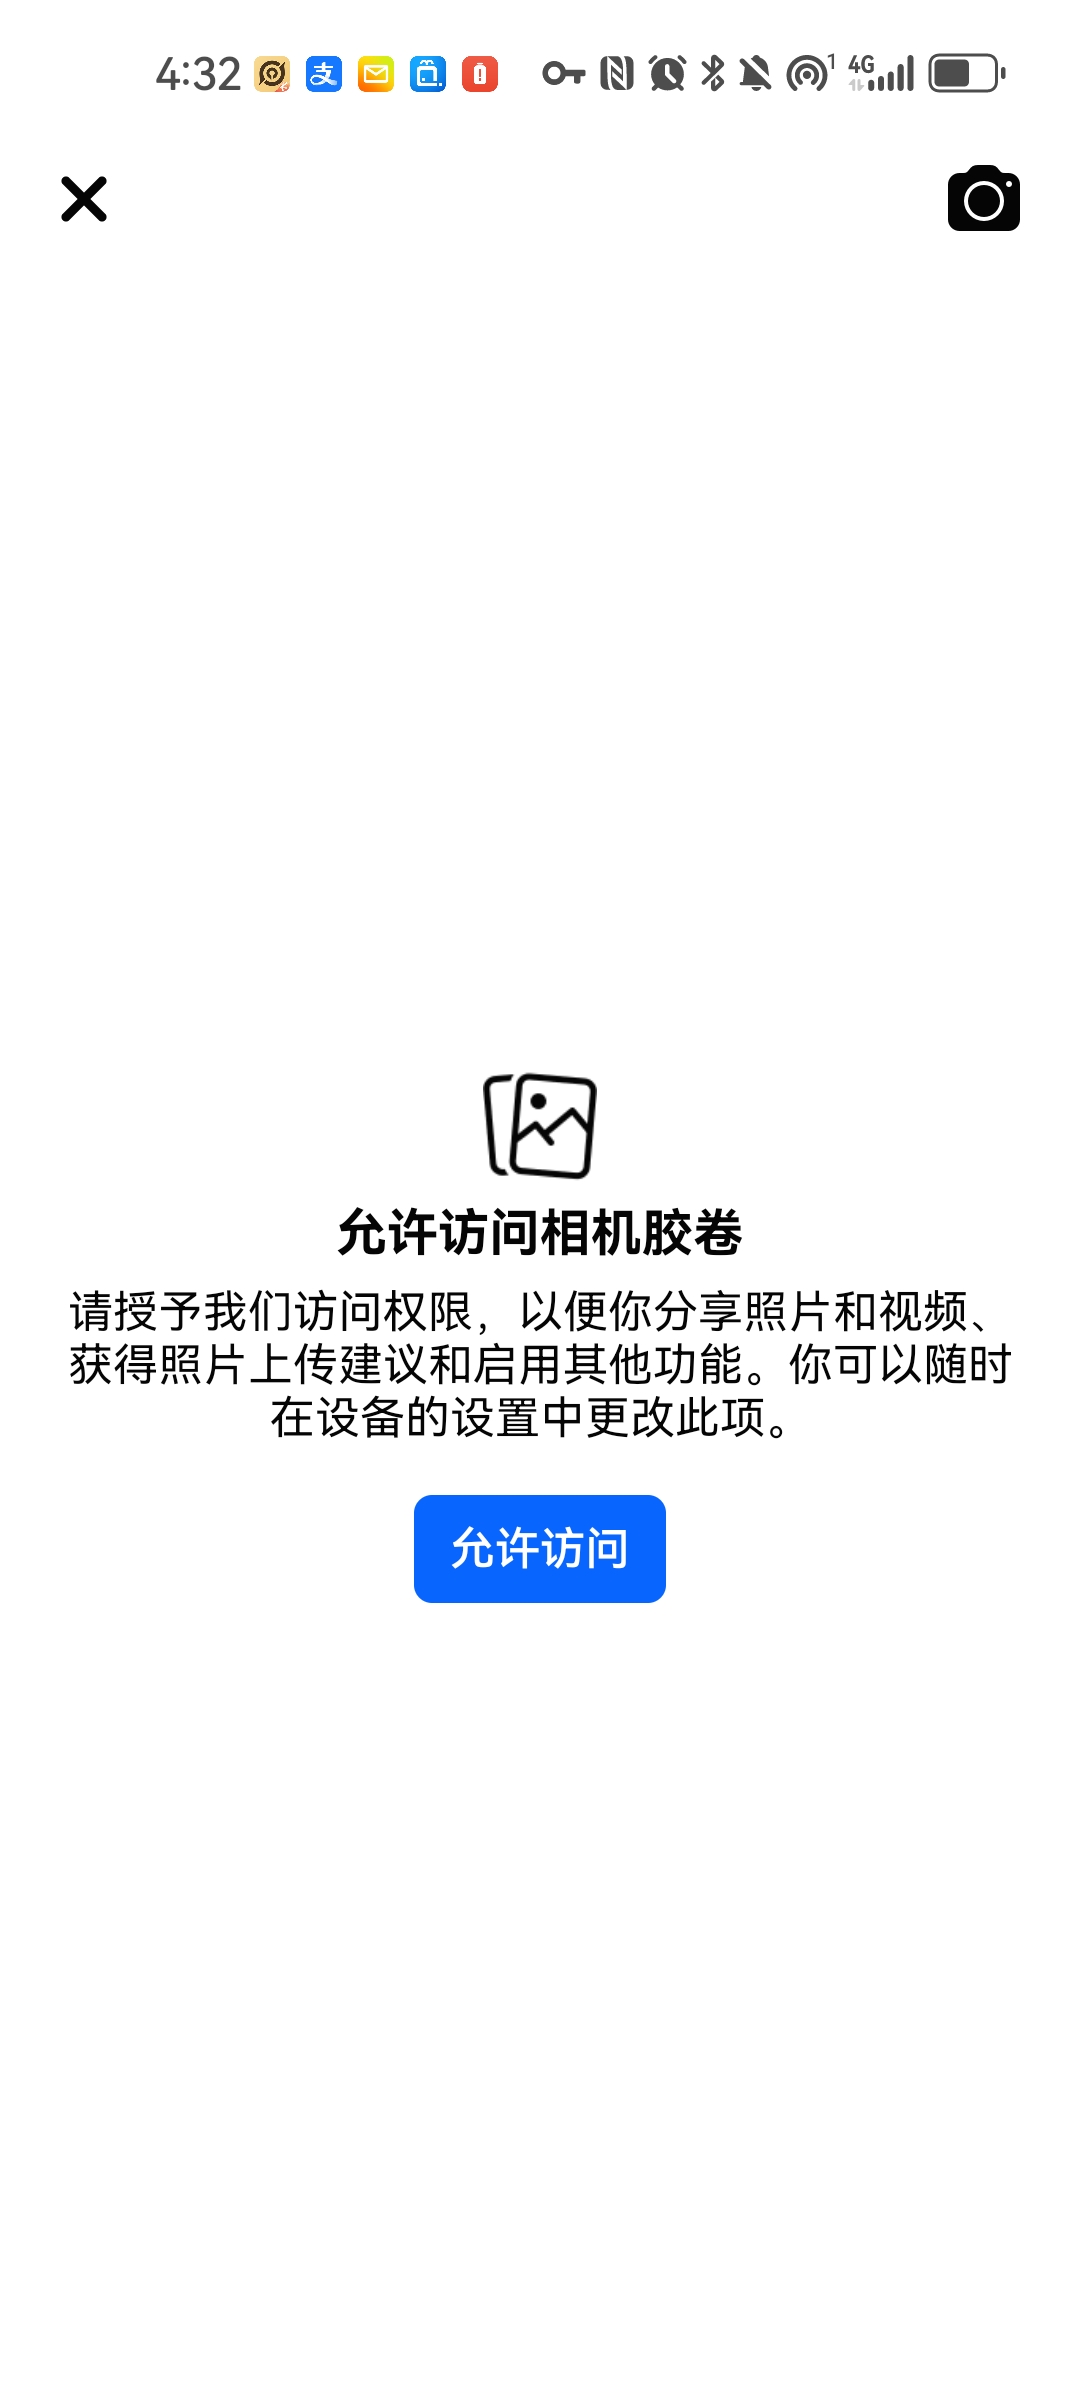 4:32 支 1 4G
允许访问相机胶卷
请授予我们访问权限，以便你分享照片和视频、
获得照片上传建议和启用其他功能。你可以随时
在设备的设置中更改此项。
允许访问